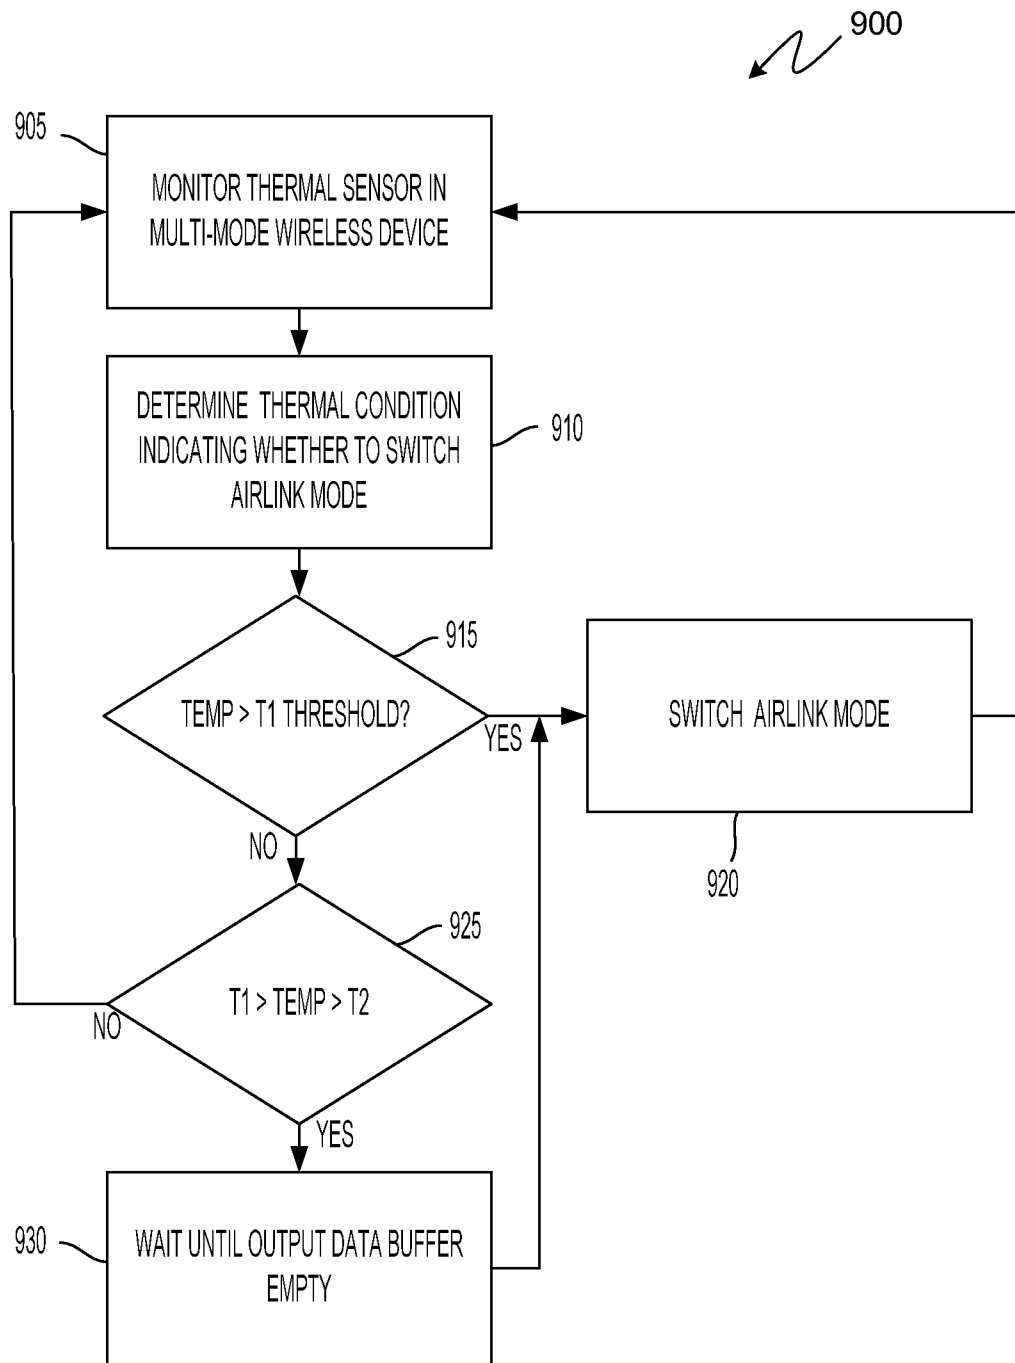 900
905
MONITOR THERMAL SENSOR IN
MULTI-MODE WIRELESS DEVICE
DETERMINE THERMAL CONDITION
INDICATING WHETHER TO SWITCH
AIRLINK MODE
910
915
TEMP > T1 THRESHOLD?
YES
SWITCH AIRLINK MODE
920
NO
925
T1 > TEMP > T2
NO
YES
930
WAIT UNTIL OUTPUT DATA BUFFER
EMPTY